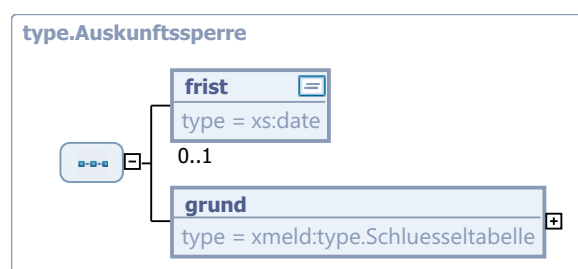 type.Auskunftssperre
frist
type = xs:date
0..1
grund
type = xmeld:type.Schluesseltabelle